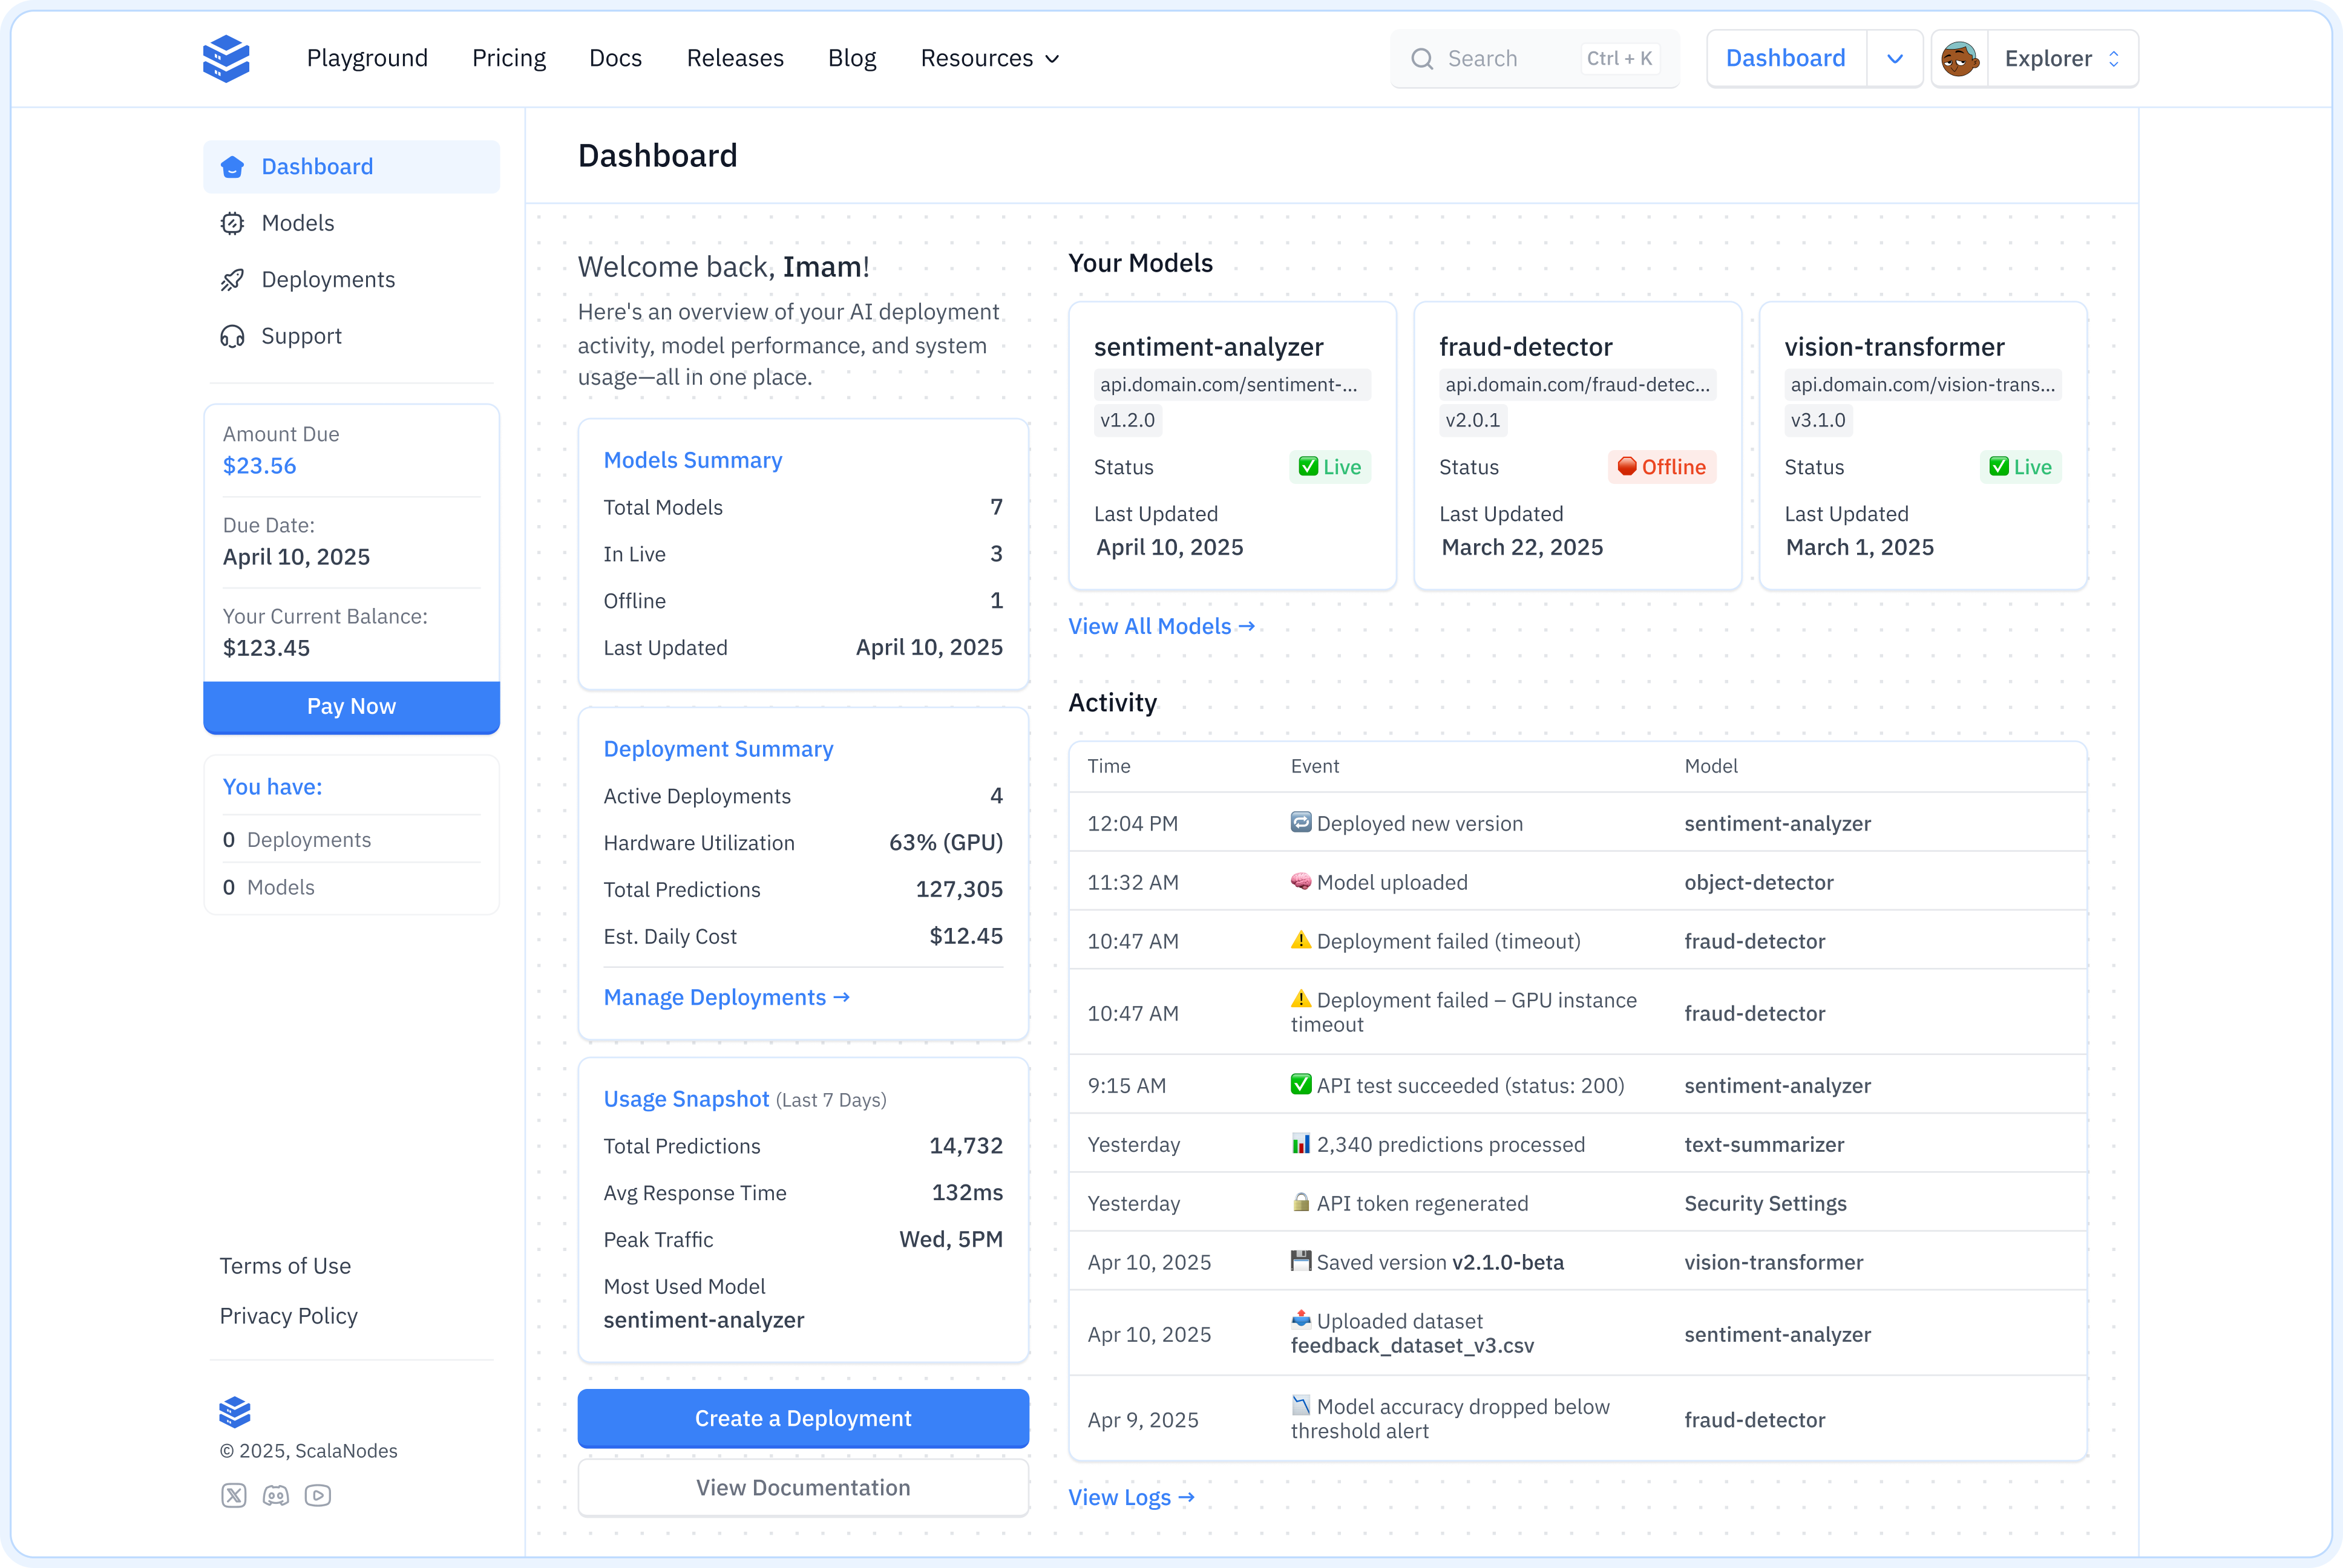 Playground Pricing Docs Releases Blog Resources
Search Ctrl + K
Dashboard
Explorer
Dashboard
Models
Deployments
Support
Amount Due
$23.56
Due Date:
April 10, 2025
Your Current Balance:
$123.45
Pay Now
You have:
0 Deployments
0 Models
Terms of Use
Privacy Policy
© 2025, ScalaNodes
Dashboard
Welcome back, Imam!
Here's an overview of your AI deployment
activity, model performance, and system
usage—all in one place.
Models Summary
Total Models 7
In Live 3
Offline 1
Last Updated April 10, 2025
Deployment Summary
Active Deployments 4
Hardware Utilization 63% (GPU)
Total Predictions 127,305
Est. Daily Cost $12.45
Manage Deployments →
Usage Snapshot (Last 7 Days)
Total Predictions 14,732
Avg Response Time 132ms
Peak Traffic Wed, 5PM
Most Used Model
sentiment-analyzer
Create a Deployment
View Documentation
Your Models
sentiment-analyzer
api.domain.com/sentiment-...
v1.2.0
Status ✅ Live
Last Updated
April 10, 2025
fraud-detector
api.domain.com/fraud-detec...
v2.0.1
Status 🛑 Offline
Last Updated
March 22, 2025
vision-transformer
api.domain.com/vision-trans...
v3.1.0
Status ✅ Live
Last Updated
March 1, 2025
View All Models →
Activity
Time Event Model
12:04 PM 🔁 Deployed new version sentiment-analyzer
11:32 AM 🧠 Model uploaded object-detector
10:47 AM ⚠️ Deployment failed (timeout) fraud-detector
10:47 AM ⚠️ Deployment failed – GPU instance
timeout fraud-detector
9:15 AM ✅ API test succeeded (status: 200) sentiment-analyzer
Yesterday 📊 2,340 predictions processed text-summarizer
Yesterday 🔒 API token regenerated Security Settings
Apr 10, 2025 💾 Saved version v2.1.0-beta vision-transformer
Apr 10, 2025 📤 Uploaded dataset
feedback_dataset_v3.csv sentiment-analyzer
Apr 9, 2025 📉 Model accuracy dropped below
threshold alert fraud-detector
View Logs →